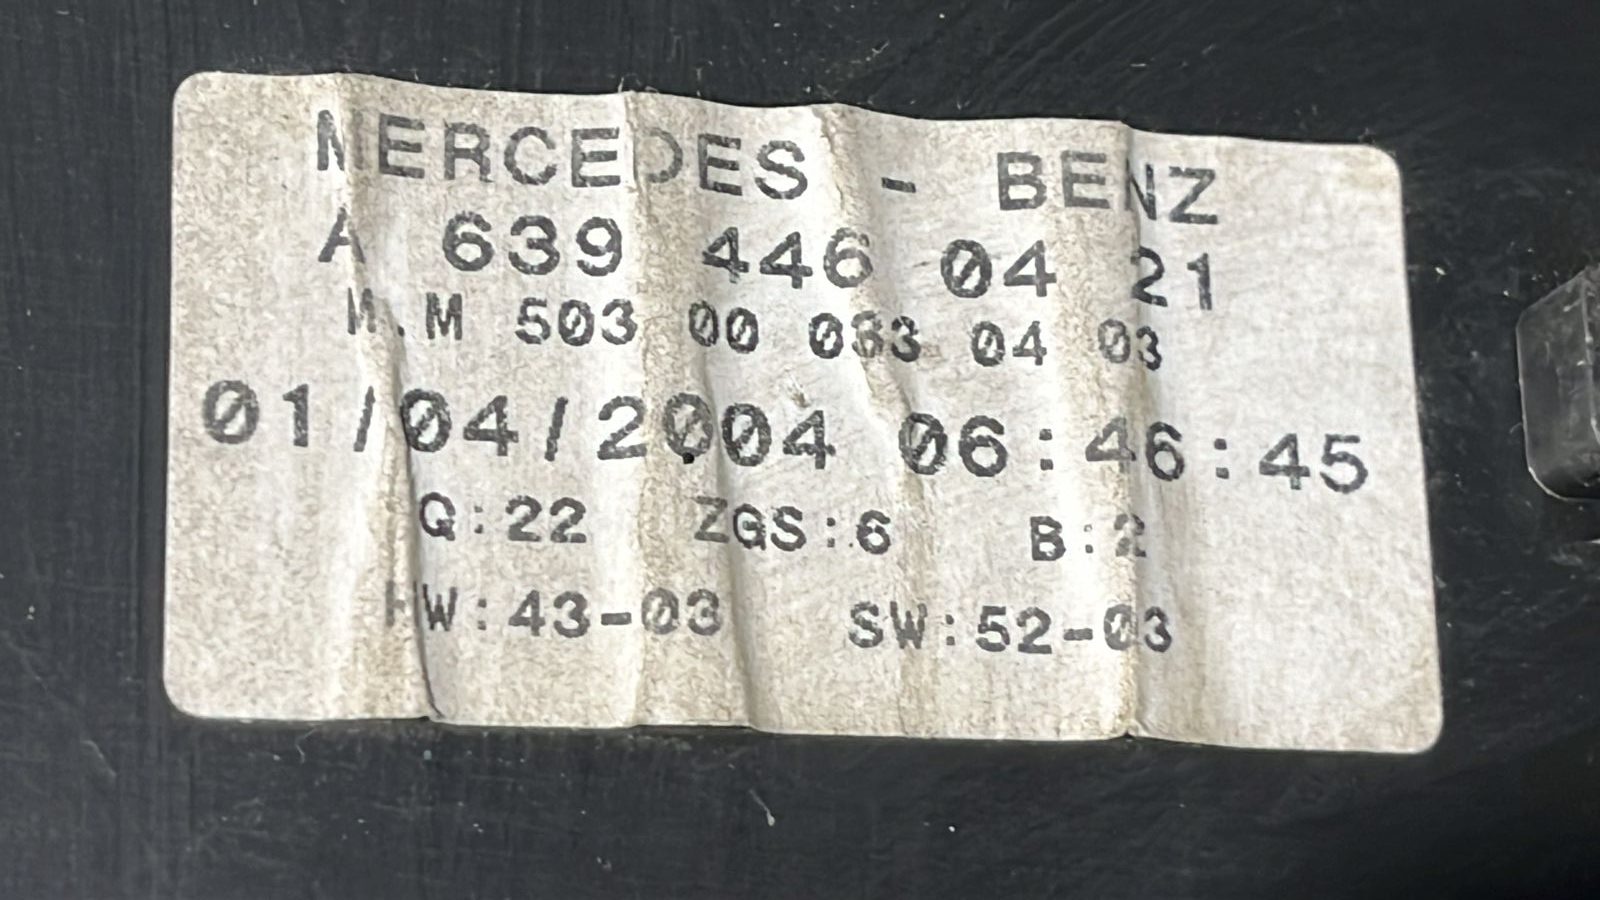 MERCEDES - BENZ
A 639 446 04 21
M.M 503 00 033 04 03
01/04/2004 06:46:45
Q:22 ZGS:6 B:2
HW:43-03 SW:52-03